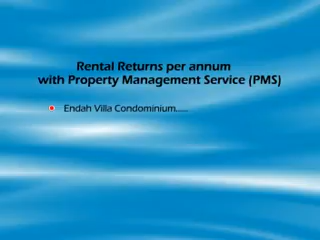 Rental Returns per annum
with Property Management Service (PMS)
Endah Villa Condominium.....